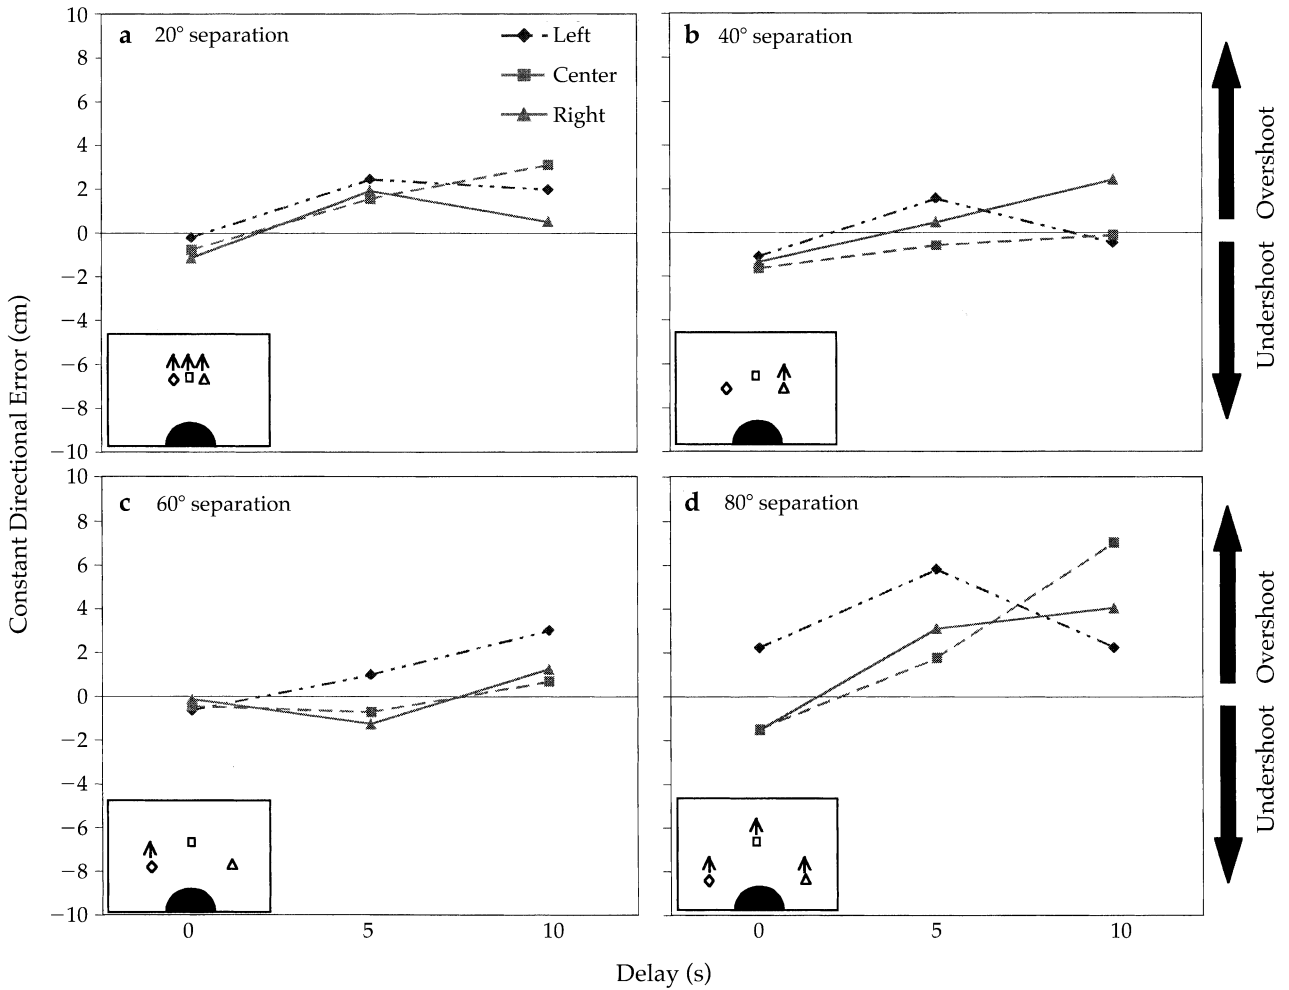 a 20° separation
Left
Center
Right
b 40° separation
10
8
6
4
2
0
−2
−4
−6
−8
−10
Overshoot
Undershoot
Constant Directional Error (cm)
c 60° separation
d 80° separation
10
8
6
4
2
0
−2
−4
−6
−8
−10
Overshoot
Undershoot
0 5 10
0 5 10
Delay (s)